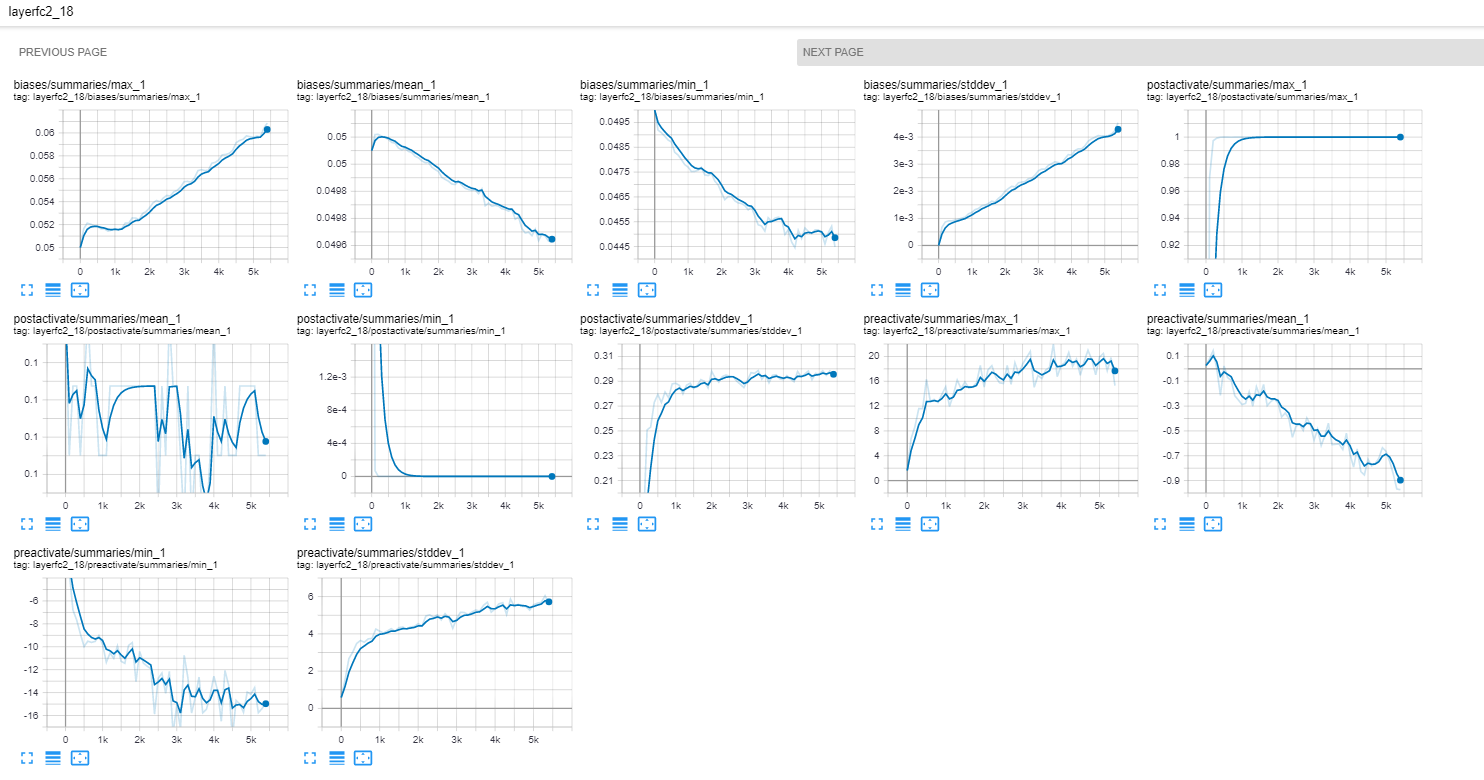 layerfc2_18
PREVIOUS PAGE
NEXT PAGE
biases/summaries/max_1
tag: layerfc2_18/biases/summaries/max_1
0.06
0.058
0.056
0.054
0.052
0.05
0 1k 2k 3k 4k 5k
biases/summaries/mean_1
tag: layerfc2_18/biases/summaries/mean_1
0.05
0.05
0.0498
0.0498
0.0496
0 1k 2k 3k 4k 5k
biases/summaries/min_1
tag: layerfc2_18/biases/summaries/min_1
0.0495
0.0485
0.0475
0.0465
0.0455
0.0445
0 1k 2k 3k 4k 5k
biases/summaries/stddev_1
tag: layerfc2_18/biases/summaries/stddev_1
4e-3
3e-3
2e-3
1e-3
0
0 1k 2k 3k 4k 5k
postactivate/summaries/max_1
tag: layerfc2_18/postactivate/summaries/max_1
1
0.98
0.96
0.94
0.92
0 1k 2k 3k 4k 5k
postactivate/summaries/mean_1
tag: layerfc2_18/postactivate/summaries/mean_1
0.1
0.1
0.1
0.1
0 1k 2k 3k 4k 5k
postactivate/summaries/min_1
tag: layerfc2_18/postactivate/summaries/min_1
1.2e-3
8e-4
4e-4
0
0 1k 2k 3k 4k 5k
postactivate/summaries/stddev_1
tag: layerfc2_18/postactivate/summaries/stddev_1
0.31
0.29
0.27
0.25
0.23
0.21
0 1k 2k 3k 4k 5k
preactivate/summaries/max_1
tag: layerfc2_18/preactivate/summaries/max_1
20
16
12
8
4
0
0 1k 2k 3k 4k 5k
preactivate/summaries/mean_1
tag: layerfc2_18/preactivate/summaries/mean_1
0.1
-0.1
-0.3
-0.5
-0.7
-0.9
0 1k 2k 3k 4k 5k
preactivate/summaries/min_1
tag: layerfc2_18/preactivate/summaries/min_1
-6
-8
-10
-12
-14
-16
0 1k 2k 3k 4k 5k
preactivate/summaries/stddev_1
tag: layerfc2_18/preactivate/summaries/stddev_1
6
4
2
0
0 1k 2k 3k 4k 5k